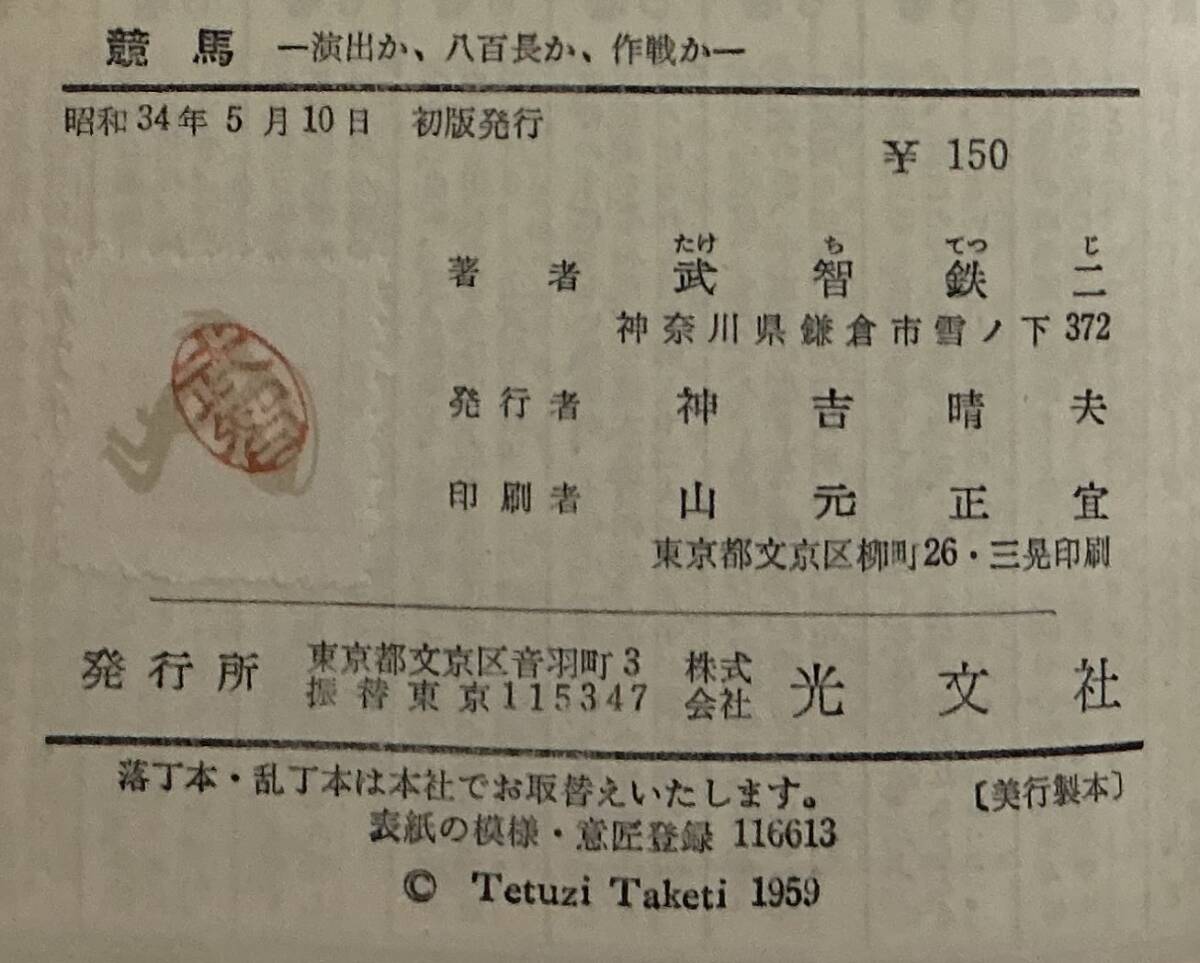 競馬 ―演出か、八百長か、作戦か―
昭和34年5月10日 初版発行
¥ 150
たけ ち てつ じ
著者 武智鉄二
神奈川県鎌倉市雪ノ下372
発行者 神吉晴夫
印刷者 山元正宜
東京都文京区柳町26・三晃印刷
発行所 東京都文京区音羽町3 株式 光文社
振替東京115347 会社
落丁本・乱丁本は本社でお取替えいたします。 〔美行製本〕
表紙の模様・意匠登録 116613
© Tetuzi Taketi 1959